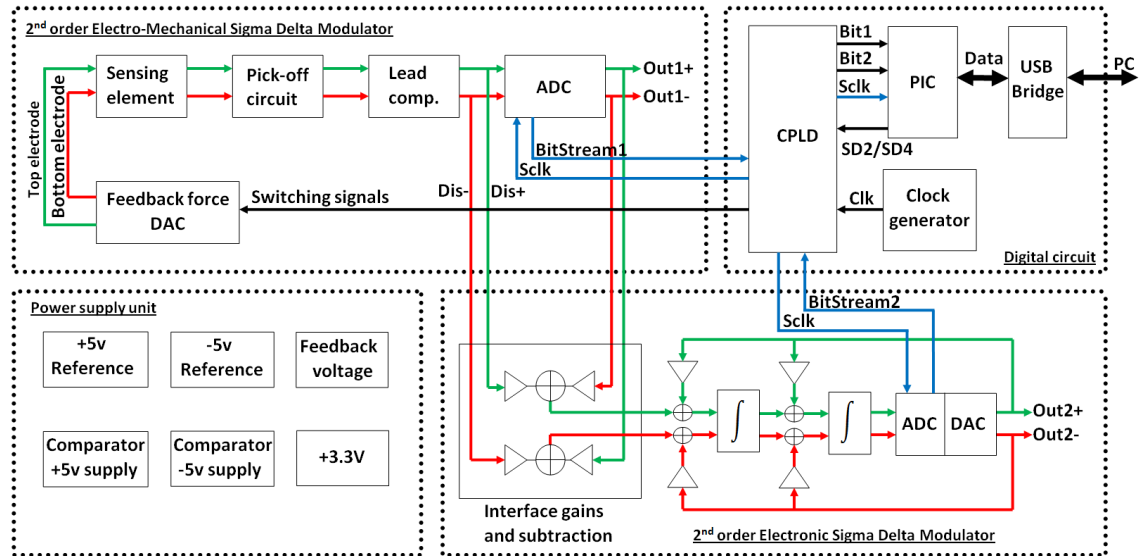 2nd order Electro-Mechanical Sigma Delta Modulator
Sensing
element
Pick-off
circuit
Lead
comp.
ADC
Out1+
Out1-
Top electrode
Bottom electrode
BitStream1
Sclk
Feedback force
DAC
Switching signals
Dis-
Dis+
CPLD
Bit1
Bit2
Sclk
SD2/SD4
PIC
Data
USB
Bridge
PC
Clk
Clock
generator
Digital circuit
Power supply unit
+5v
Reference
-5v
Reference
Feedback
voltage
Comparator
+5v supply
Comparator
-5v supply
+3.3V
BitStream2
Sclk
∫
∫
ADC
DAC
Out2+
Out2-
Interface gains
and subtraction
2nd order Electronic Sigma Delta Modulator